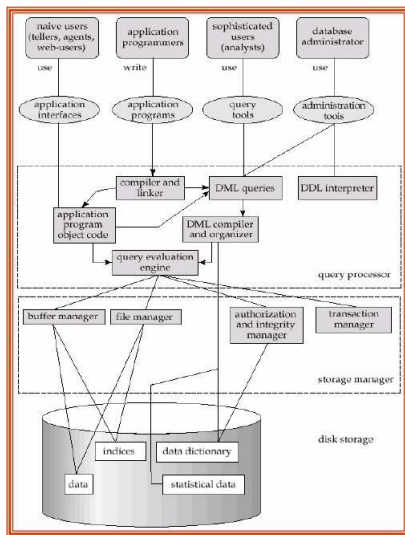 naive users
(tellers, agents,
web-users)
application
programmers
sophisticated
users
(analysts)
database
administrator
use
write
use
use
application
interfaces
application
programs
query
tools
administration
tools
compiler and
linker
DML queries
DDL interpreter
application
program
object code
DML compiler
and organizer
query evaluation
engine
query processor
buffer manager
file manager
authorization
and integrity
manager
transaction
manager
storage manager
disk storage
indices
data dictionary
data
statistical data